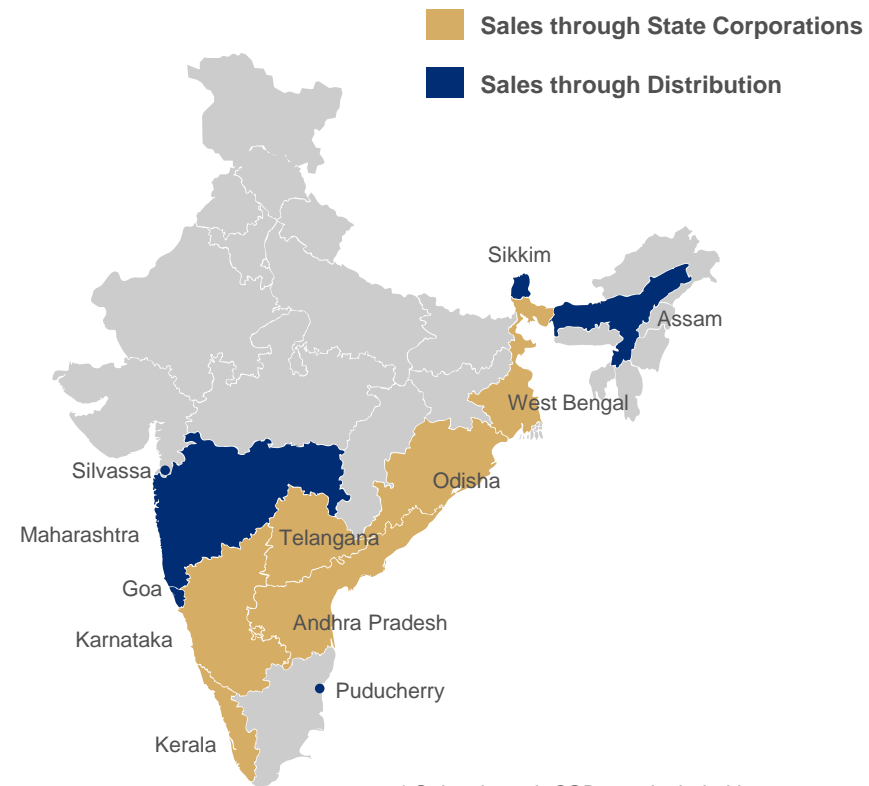 Sales through State Corporations
Sales through Distribution
Sikkim
Assam
West Bengal
Silvassa
Odisha
Maharashtra
Telangana
Goa
Andhra Pradesh
Karnataka
Puducherry
Kerala